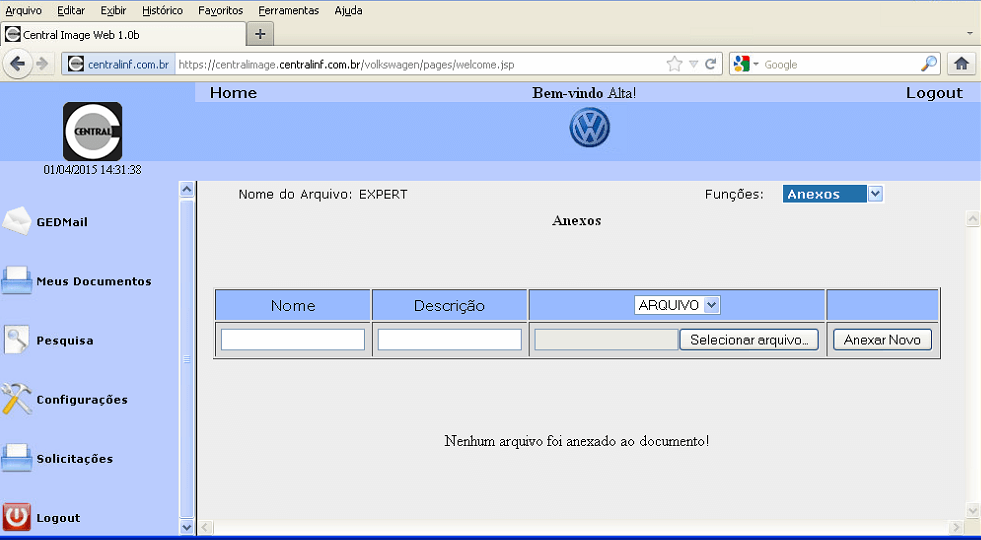 Arquivo Editar Exibir Histórico Favoritos Ferramentas Ajuda
Central Image Web 1.0b
centralinf.com.br https://centralimage.centralinf.com.br/volkswagen/pages/welcome.jsp Google
Home Bem-vindo Alta! Logout
CENTRAL
01/04/2015 14:31:38
Nome do Arquivo: EXPERT Funções: Anexos
GEDMail
Anexos
Meus Documentos
Nome Descrição ARQUIVO
Pesquisa
Selecionar arquivo... Anexar Novo
Configurações
Nenhum arquivo foi anexado ao documento!
Solicitações
Logout